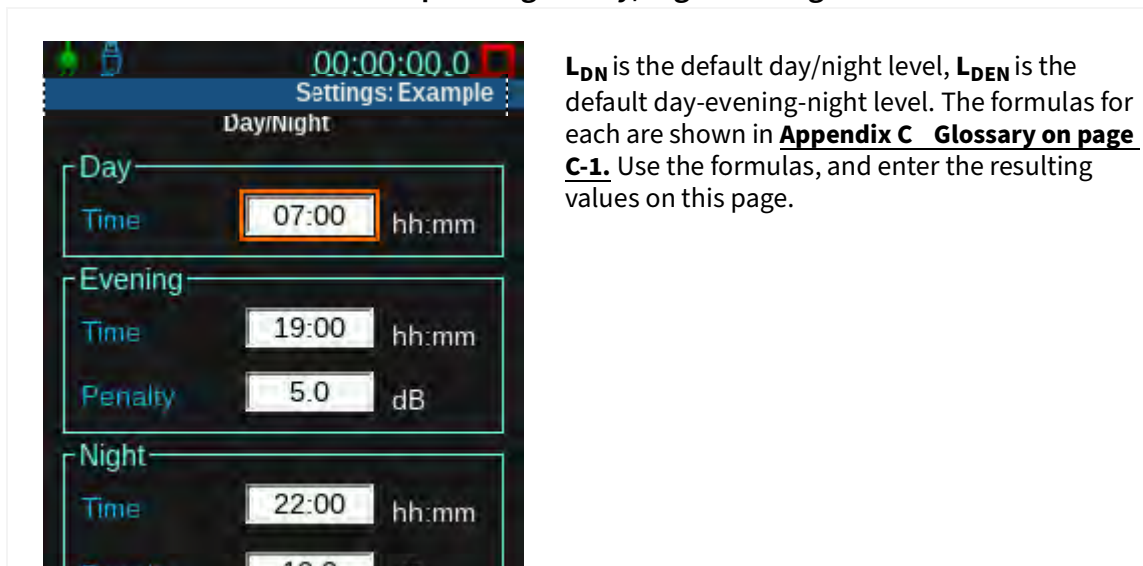 00:00:00.0
Settings: Example
Day/Night
Day
Time 07:00 hh:mm
Evening
Time 19:00 hh:mm
Penalty 5.0 dB
Night
Time 22:00 hh:mm
L_DN is the default day/night level, L_DEN is the
default day-evening-night level. The formulas for
each are shown in Appendix C Glossary on page
C-1. Use the formulas, and enter the resulting
values on this page.